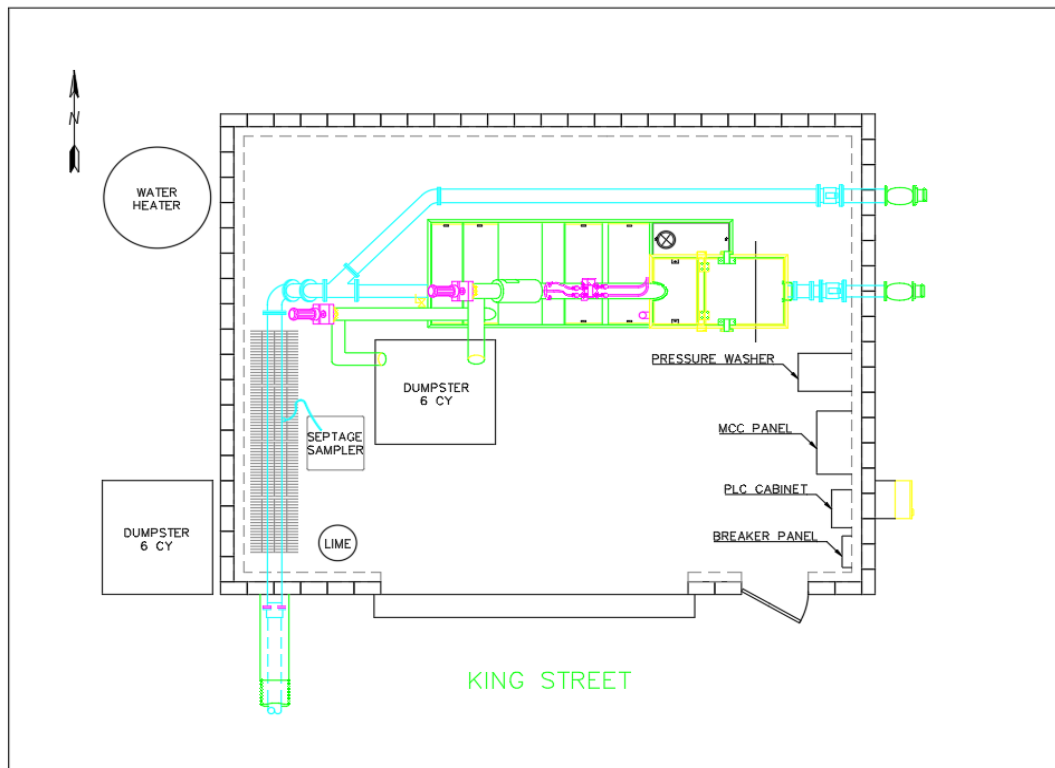 N
WATER
HEATER
PRESSURE WASHER
DUMPSTER
6 CY
MCC PANEL
SEPTAGE
SAMPLER
PLC CABINET
DUMPSTER
6 CY
LIME
BREAKER PANEL
KING STREET